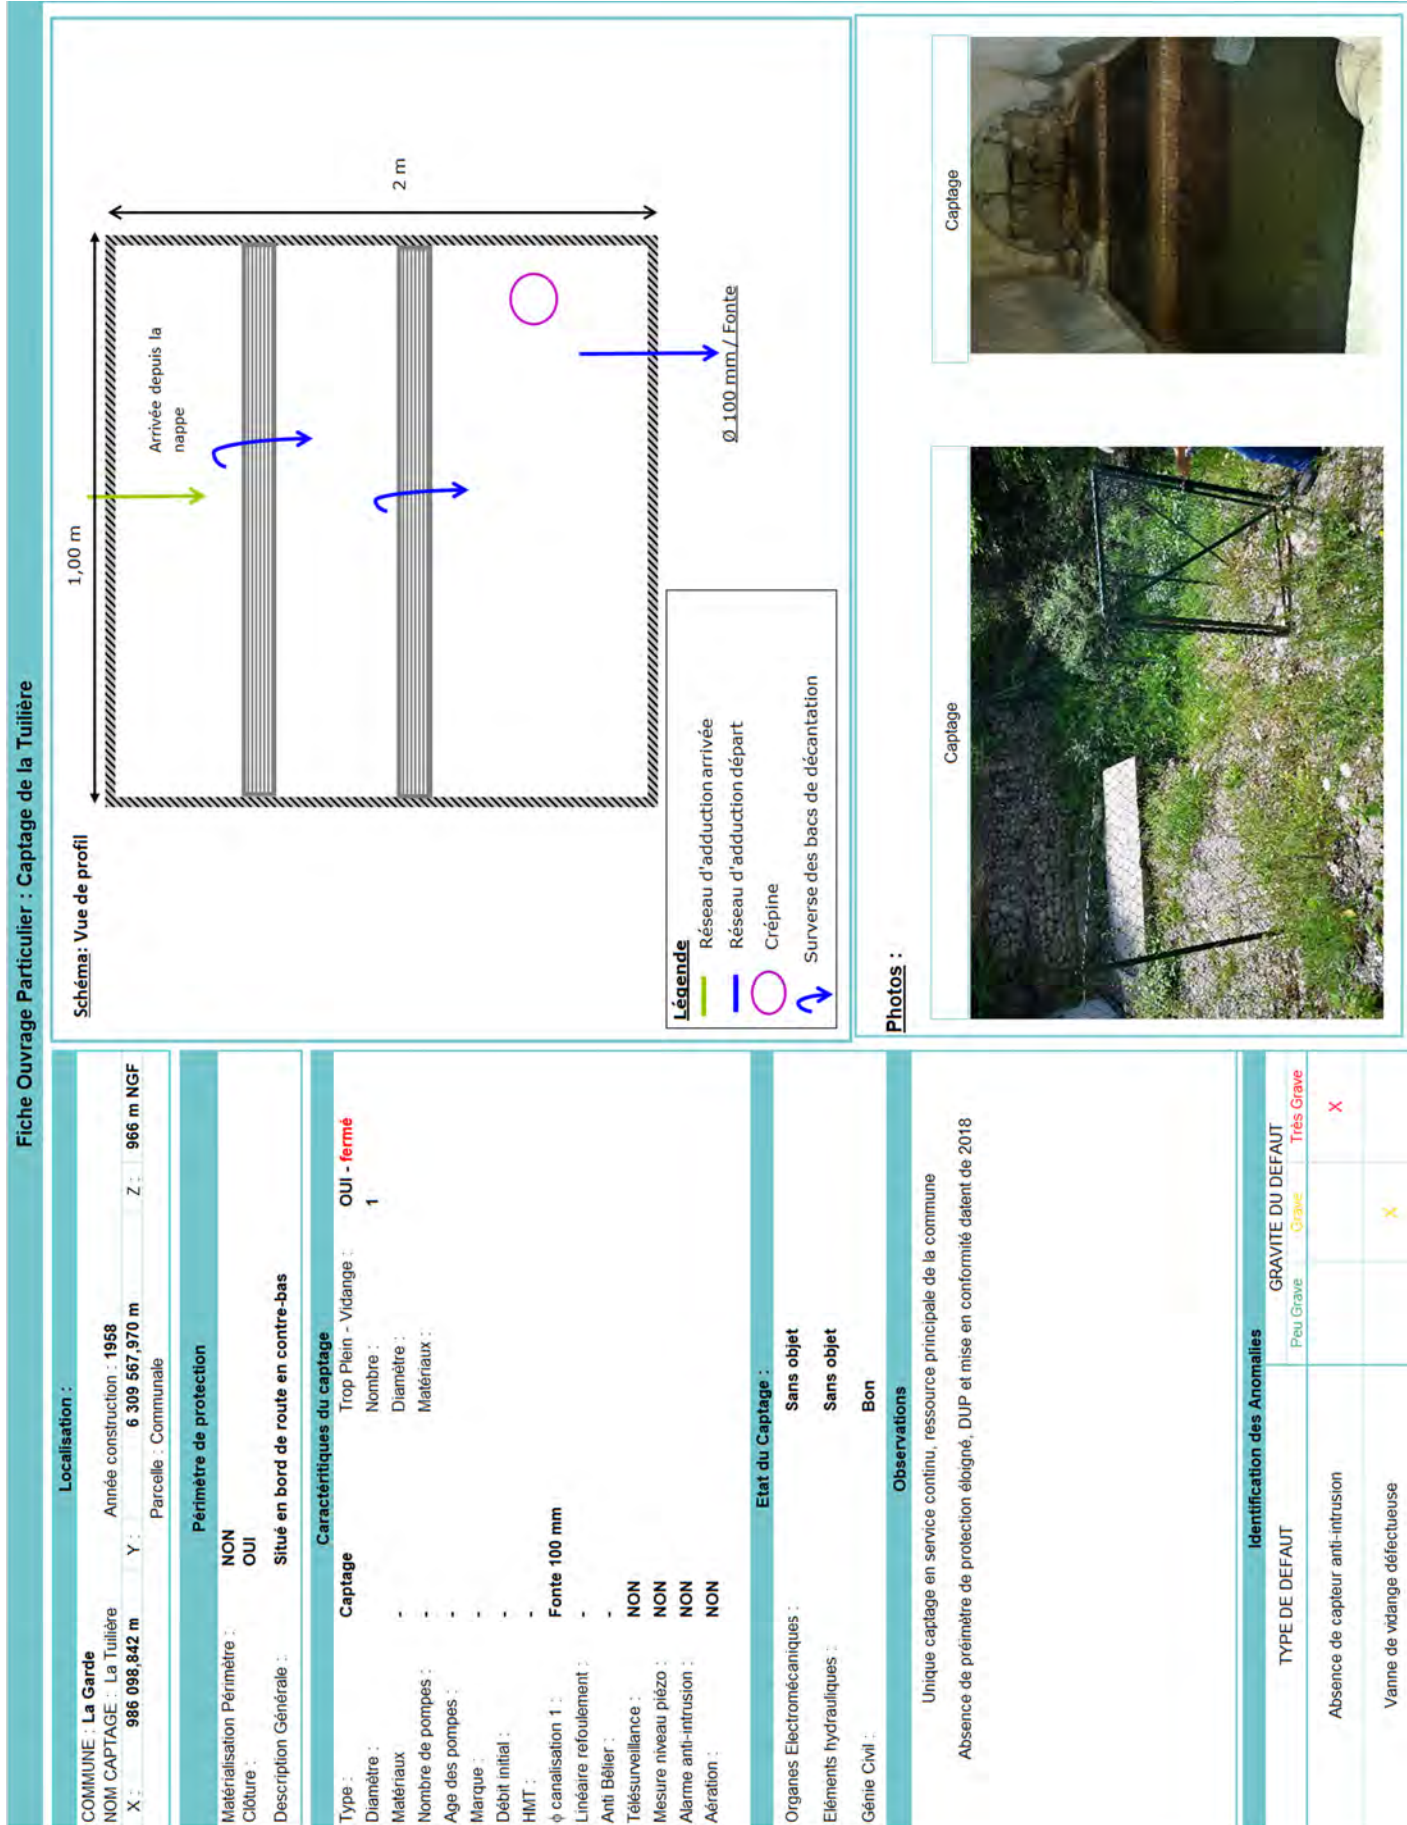 Fiche Ouvrage Particulier : Captage de la Tuilière
Localisation :
COMMUNE : La Garde
NOM CAPTAGE : La Tuilière Année construction : 1958
X : 986 098,842 m Y : 6 309 567,970 m Z : 966 m NGF
Parcelle : Communale
Périmètre de protection
Matérialisation Périmètre : NON
Clôture : OUI
Description Générale : Situé en bord de route en contre-bas
Caractéritiques du captage
Type : Captage Trop Plein - Vidange : OUI - fermé
Diamètre : Nombre : 1
Matériaux - Diamètre :
Nombre de pompes : - Matériaux :
Age des pompes : -
Marque : -
Débit initial : -
HMT : -
ϕ canalisation 1 : Fonte 100 mm
Linéaire refoulement :
Anti Bélier : -
Télésurveillance : NON
Mesure niveau piézo : NON
Alarme anti-intrusion : NON
Aération : NON
Etat du Captage :
Organes Electromécaniques : Sans objet
Eléments hydrauliques : Sans objet
Génie Civil : Bon
Observations
Unique captage en service continu, ressource principale de la commune
Absence de préimètre de protection éloigné, DUP et mise en conformité datent de 2018
Identification des Anomalies
TYPE DE DEFAUT GRAVITE DU DEFAUT
Peu Grave Grave Très Grave
Absence de capteur anti-intrusion X
Vanne de vidange défectueuse X
Schéma: Vue de profil
1,00 m
Arrivée depuis la
nappe
2 m
Ø 100 mm / Fonte
Légende
Réseau d'adduction arrivée
Réseau d'adduction départ
Crépine
Surverse des bacs de décantation
Photos :
Captage
Captage